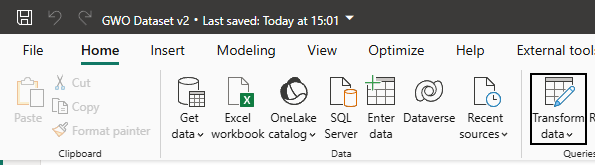 GWO Dataset v2 • Last saved: Today at 15:01
File Home Insert Modeling View Optimize Help External tools
Paste
Cut
Copy
Format painter
Clipboard
Get data
Excel workbook
OneLake catalog
SQL Server
Enter data
Dataverse
Recent sources
Data
Transform data
Queries